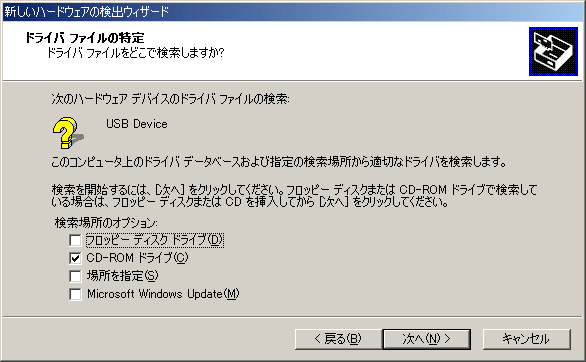 新しいハードウェアの検出ウィザード
ドライバ ファイルの特定
ドライバ ファイルをどこで検索しますか?
次のハードウェア デバイスのドライバ ファイルの検索:
USB Device
このコンピュータ上のドライバ データベースおよび指定の検索場所から適切なドライバを検索します。
検索を開始するには、[次へ] をクリックしてください。フロッピー ディスクまたは CD-ROM ドライブで検索して
いる場合は、フロッピー ディスクまたは CD を挿入してから [次へ] をクリックしてください。
検索場所のオプション:
フロッピー ディスク ドライブ(D)
CD-ROM ドライブ(C)
場所を指定(S)
Microsoft Windows Update(M)
< 戻る(B)
次へ(N) >
キャンセル